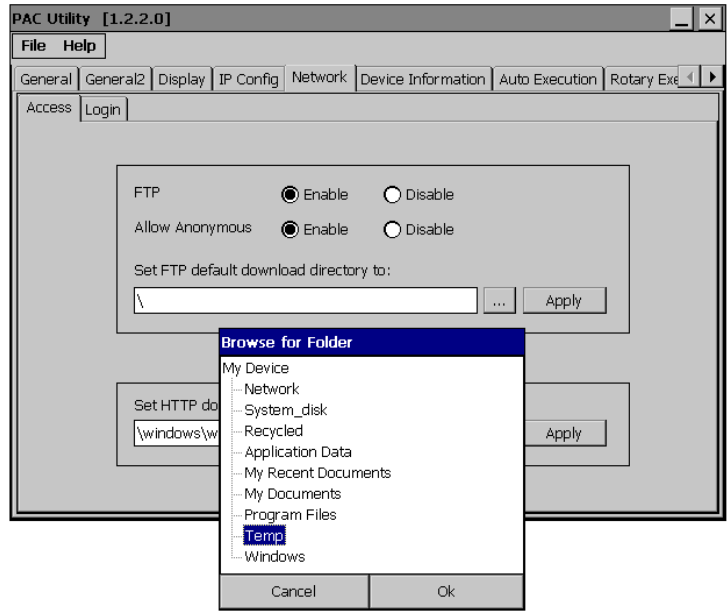 PAC Utility [1.2.2.0]
File Help
General General2 Display IP Config Network Device Information Auto Execution Rotary Exe
Access Login
FTP Enable Disable
Allow Anonymous Enable Disable
Set FTP default download directory to:
\ ... Apply
Browse for Folder
My Device
Network
System_disk
Recycled
Application Data
My Recent Documents
My Documents
Program Files
Temp
Windows
Cancel Ok
Set HTTP do
\windows\w Apply